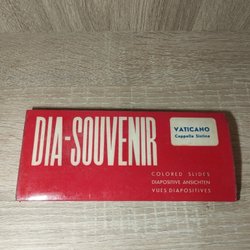 DIA-SOUVENIR
VATICANO
Cappella Sistina
COLORED SLIDES
DIAPOSITIVE ANSICHTEN
VUES DIAPOSITIVES